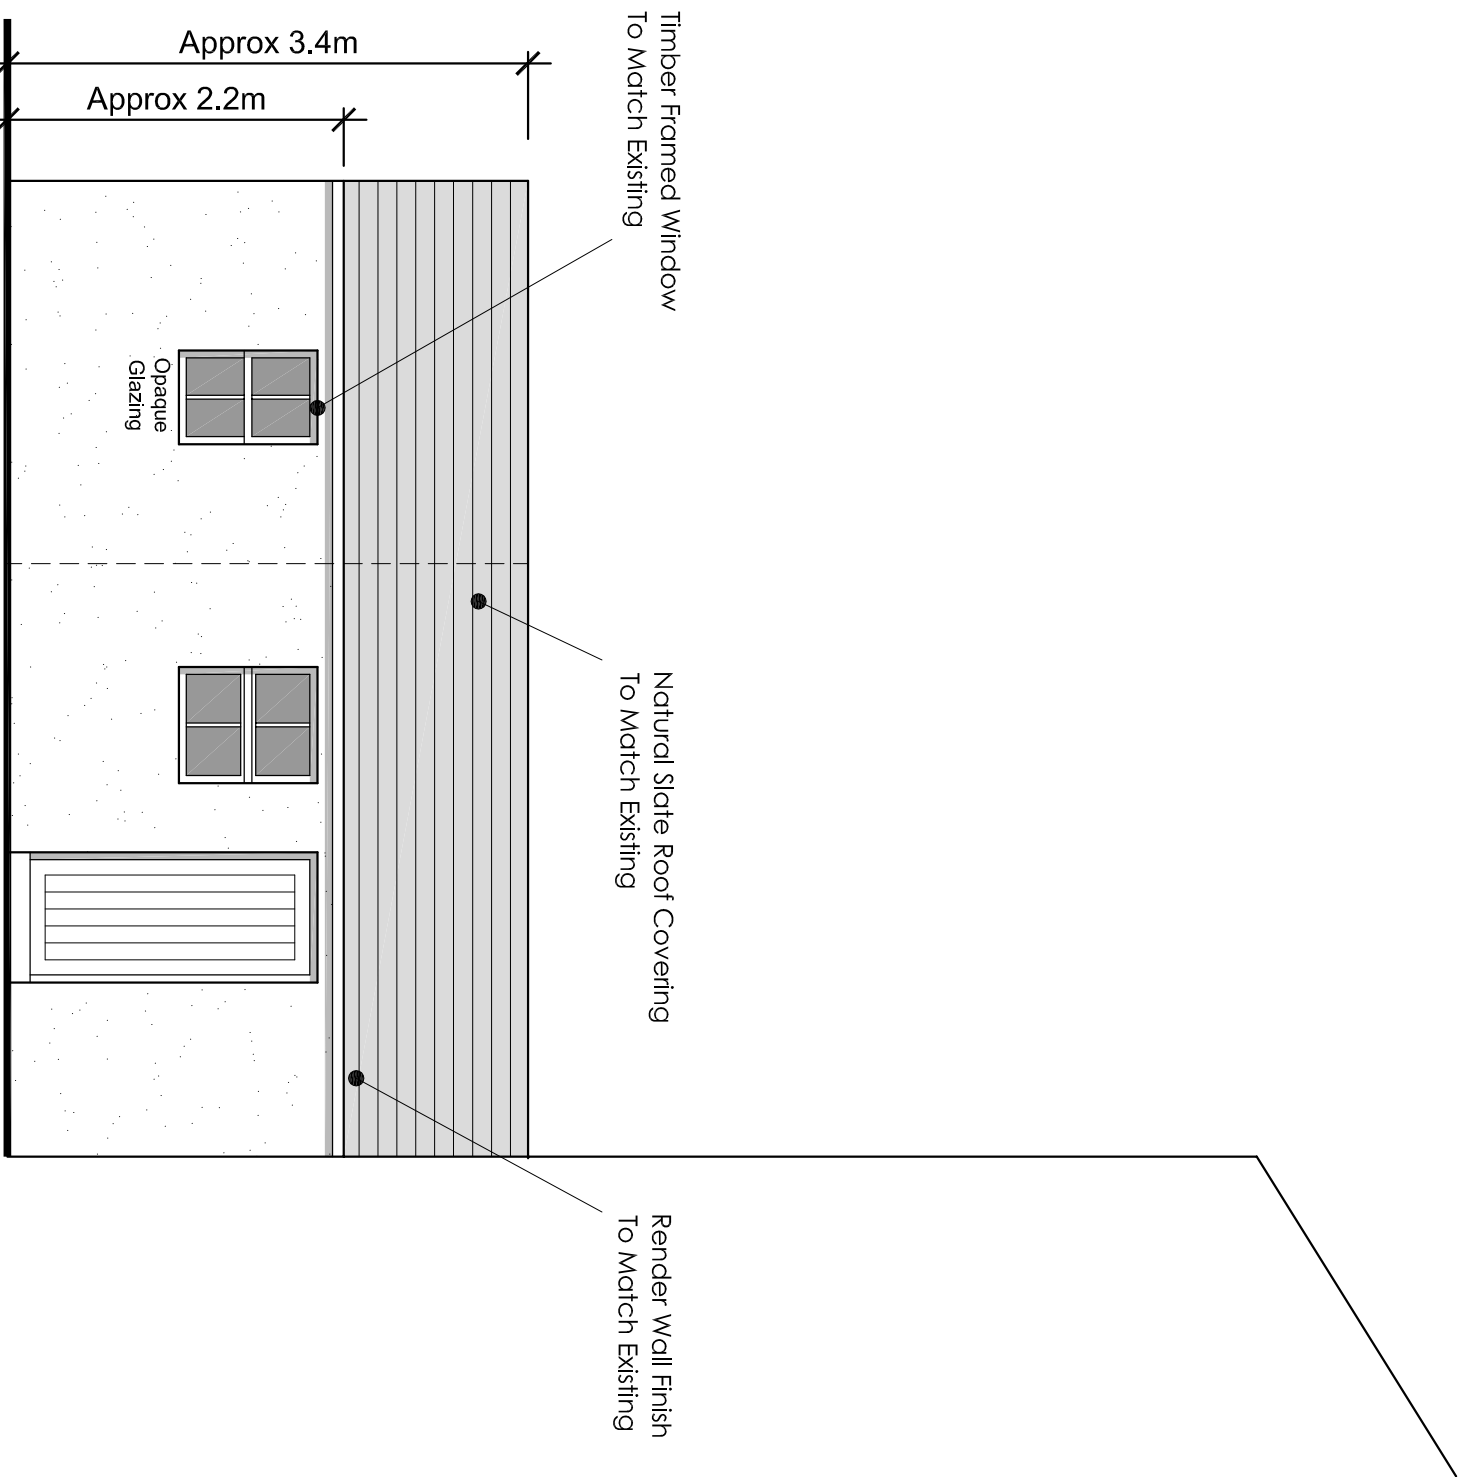 Approx 3.4m
Approx 2.2m
Timber Framed Window
To Match Existing
Opaque
Glazing
Natural Slate Roof Covering
To Match Existing
Render Wall Finish
To Match Existing